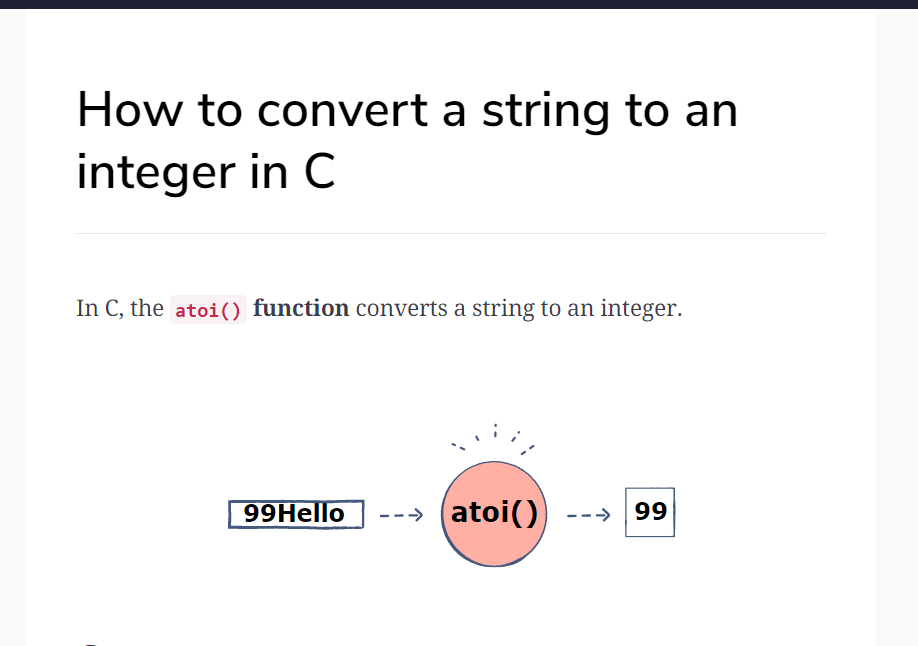 How to convert a string to an
integer in C
In C, the atoi() function converts a string to an integer.
99Hello
atoi()
99